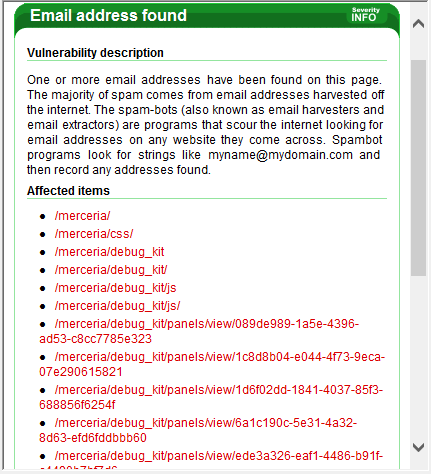 Email address found
Severity
INFO
Vulnerability description
One or more email addresses have been found on this page.
The majority of spam comes from email addresses harvested off
the internet. The spam-bots (also known as email harvesters and
email extractors) are programs that scour the internet looking for
email addresses on any website they come across. Spambot
programs look for strings like myname@mydomain.com and
then record any addresses found.
Affected items
/merceria/
/merceria/css/
/merceria/debug_kit
/merceria/debug_kit/
/merceria/debug_kit/js
/merceria/debug_kit/js/
/merceria/debug_kit/panels/view/089de989-1a5e-4396-
ad53-c8cc7785e323
/merceria/debug_kit/panels/view/1c8d8b04-e044-4f73-9eca-
07e290615821
/merceria/debug_kit/panels/view/1d6f02dd-1841-4037-85f3-
688856f6254f
/merceria/debug_kit/panels/view/6a1c190c-5e31-4a32-
8d63-efd6fddbbb60
/merceria/debug_kit/panels/view/ede3a326-eaf1-4486-b91f-